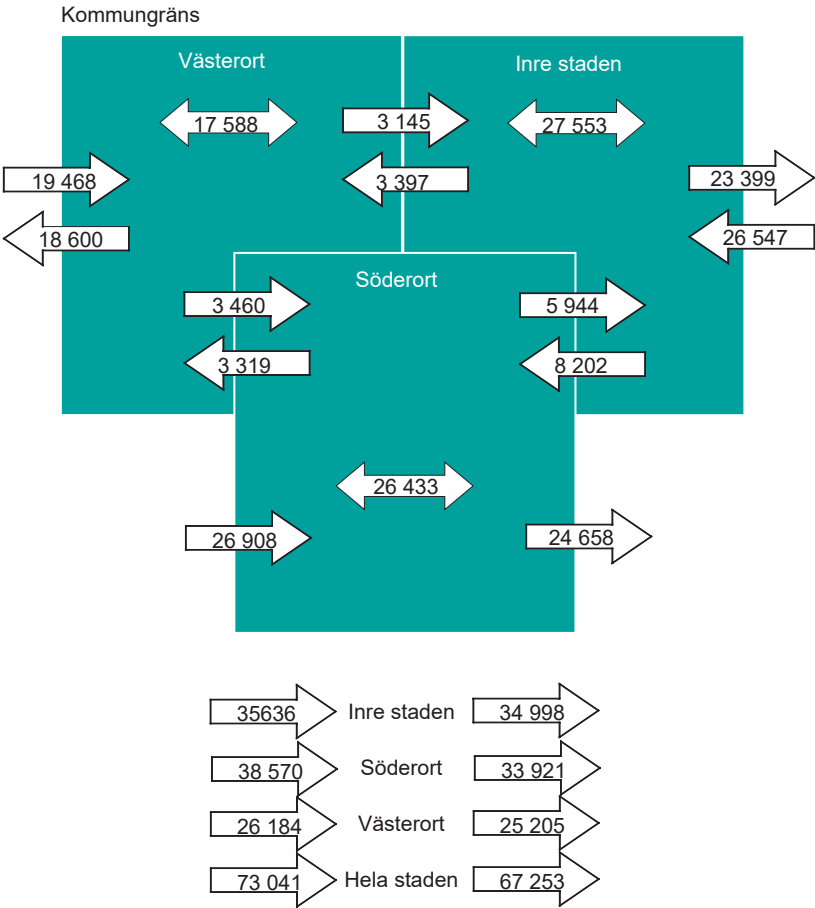 Kommungräns
Västerort
Inre staden
17 588
3 145
27 553
19 468
3 397
23 399
18 600
26 547
Söderort
3 460
5 944
3 319
8 202
26 433
26 908
24 658
35636 Inre staden 34 998
38 570 Söderort 33 921
26 184 Västerort 25 205
73 041 Hela staden 67 253